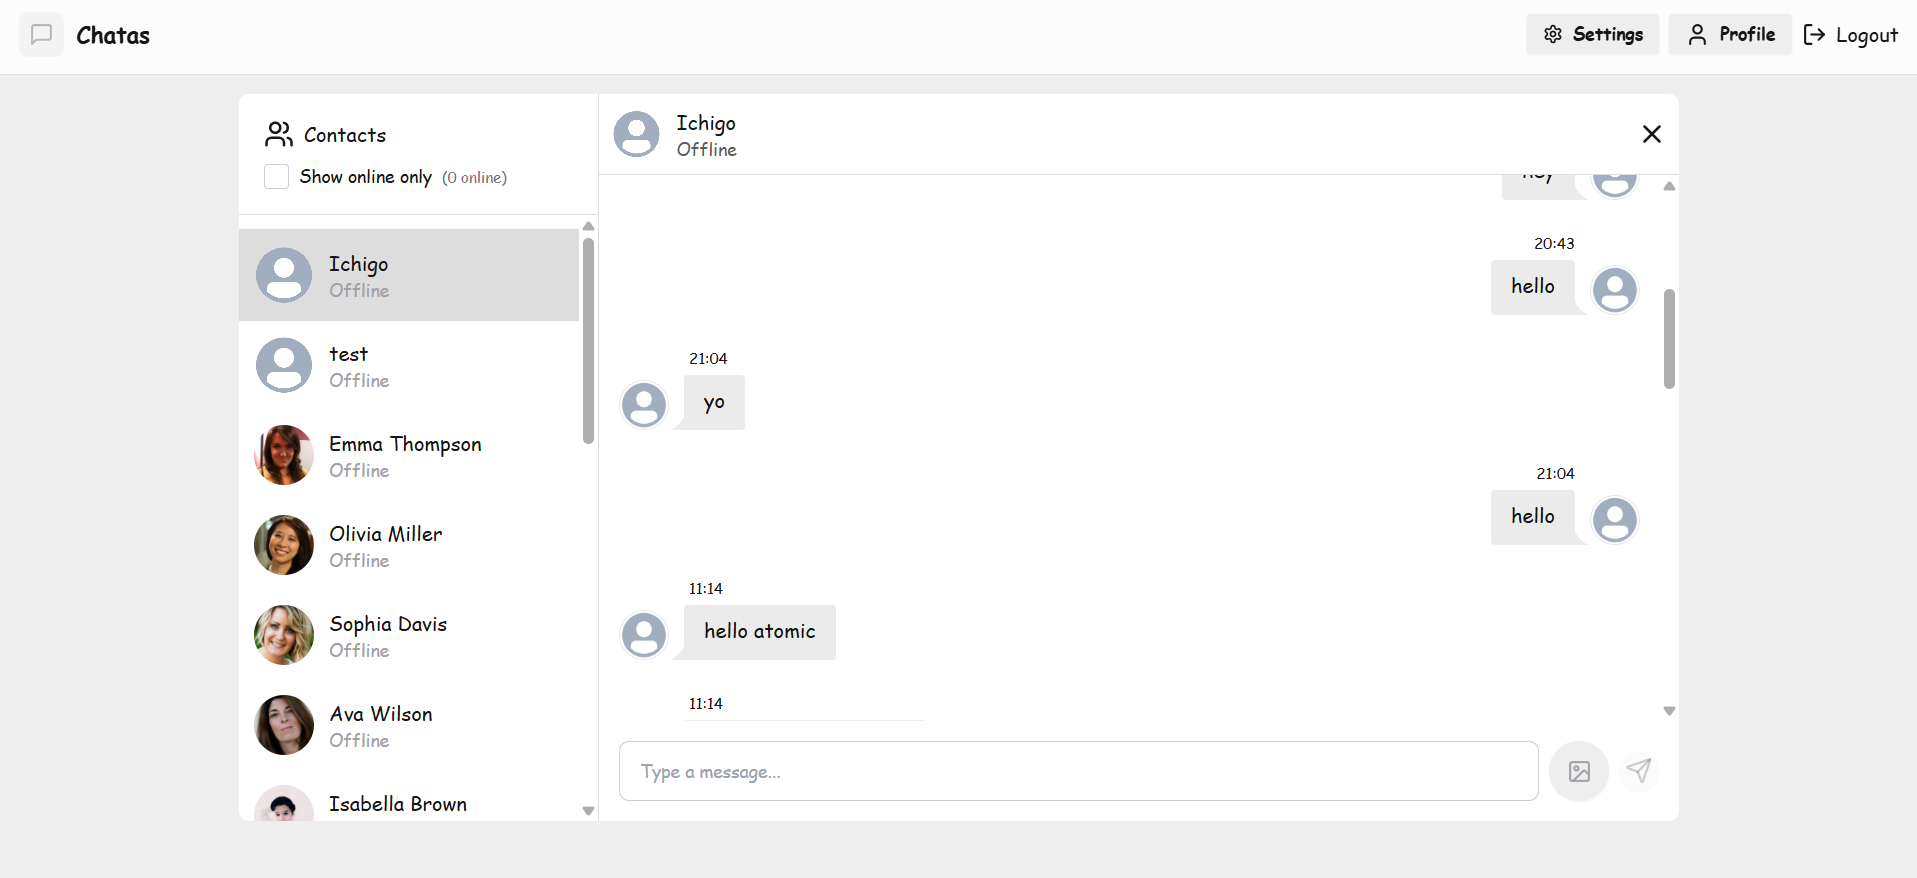 Chatas
Settings
Profile
Logout
Contacts
Show online only (0 online)
Ichigo
Offline
test
Offline
Emma Thompson
Offline
Olivia Miller
Offline
Sophia Davis
Offline
Ava Wilson
Offline
Isabella Brown
Ichigo
Offline
20:43
hello
21:04
yo
21:04
hello
11:14
hello atomic
11:14
Type a message...